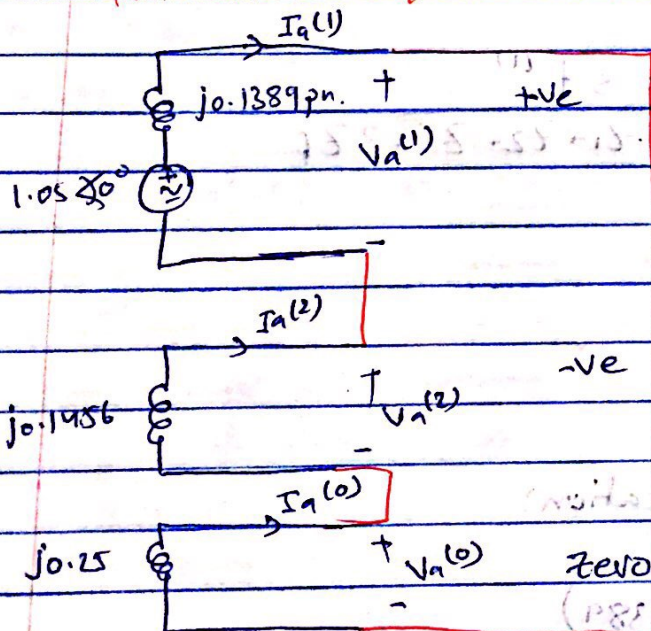 Ia(1)
j0.1389pn. + +ve
Va(1)
1.05 ∠0°
-
Ia(2)
-ve
+
j0.1456 Va(2)
-
Ia(0)
j0.25 + Va(0) Zero
-